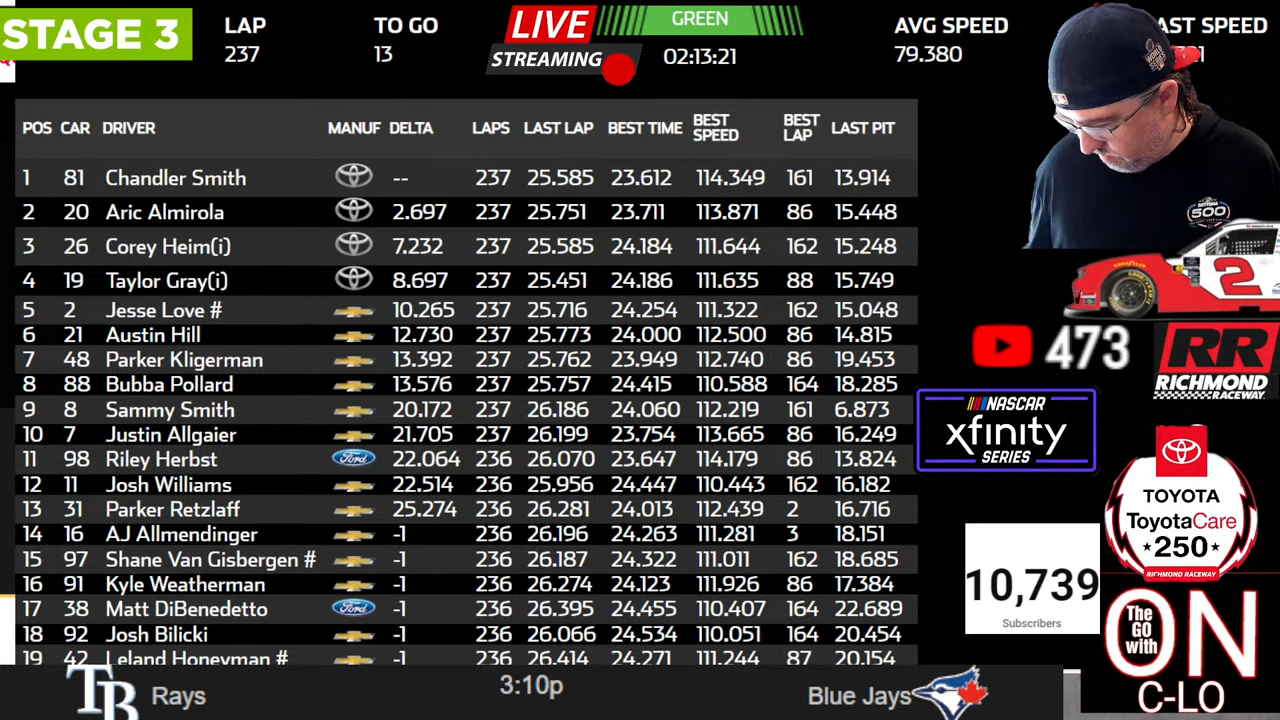 STAGE 3
LAP
237
TO GO
13
LIVE
STREAMING
GREEN
02:13:21
AVG SPEED
79.380
AST SPEED
POS CAR DRIVER MANUF DELTA LAPS LAST LAP BEST TIME BEST SPEED BEST LAP LAST PIT
1 81 Chandler Smith -- 237 25.585 23.612 114.349 161 13.914
2 20 Aric Almirola 2.697 237 25.751 23.711 113.871 86 15.448
3 26 Corey Heim(i) 7.232 237 25.585 24.184 111.644 162 15.248
4 19 Taylor Gray(i) 8.697 237 25.451 24.186 111.635 88 15.749
5 2 Jesse Love # 10.265 237 25.716 24.254 111.322 162 15.048
6 21 Austin Hill 12.730 237 25.773 24.000 112.500 86 14.815
7 48 Parker Kligerman 13.392 237 25.762 23.949 112.740 86 19.453
8 88 Bubba Pollard 13.576 237 25.757 24.415 110.588 164 18.285
9 8 Sammy Smith 20.172 237 26.186 24.060 112.219 161 6.873
10 7 Justin Allgaier 21.705 237 26.199 23.754 113.665 86 16.249
11 98 Riley Herbst Ford 22.064 236 26.070 23.647 114.179 86 13.824
12 11 Josh Williams 22.514 236 25.956 24.447 110.443 162 16.182
13 31 Parker Retzlaff 25.274 236 26.281 24.013 112.439 2 16.716
14 16 AJ Allmendinger -1 236 26.196 24.263 111.281 3 18.151
15 97 Shane Van Gisbergen # -1 236 26.187 24.322 111.011 162 18.685
16 91 Kyle Weatherman -1 236 26.274 24.123 111.926 86 17.384
17 38 Matt DiBenedetto Ford -1 236 26.395 24.455 110.407 164 22.689
18 92 Josh Bilicki -1 236 26.066 24.534 110.051 164 20.454
19 42 Leland Honeyman # -1 236 26.414 24.271 111.244 87 20.154
DAYTONA
500
2
473
RR
RICHMOND
RACEWAY
NASCAR
xfinity
SERIES
TOYOTA
ToyotaCare
250
RICHMOND RACEWAY
10,739
Subscribers
The GO with
ON
C-LO
TB
Rays
3:10p
Blue Jays